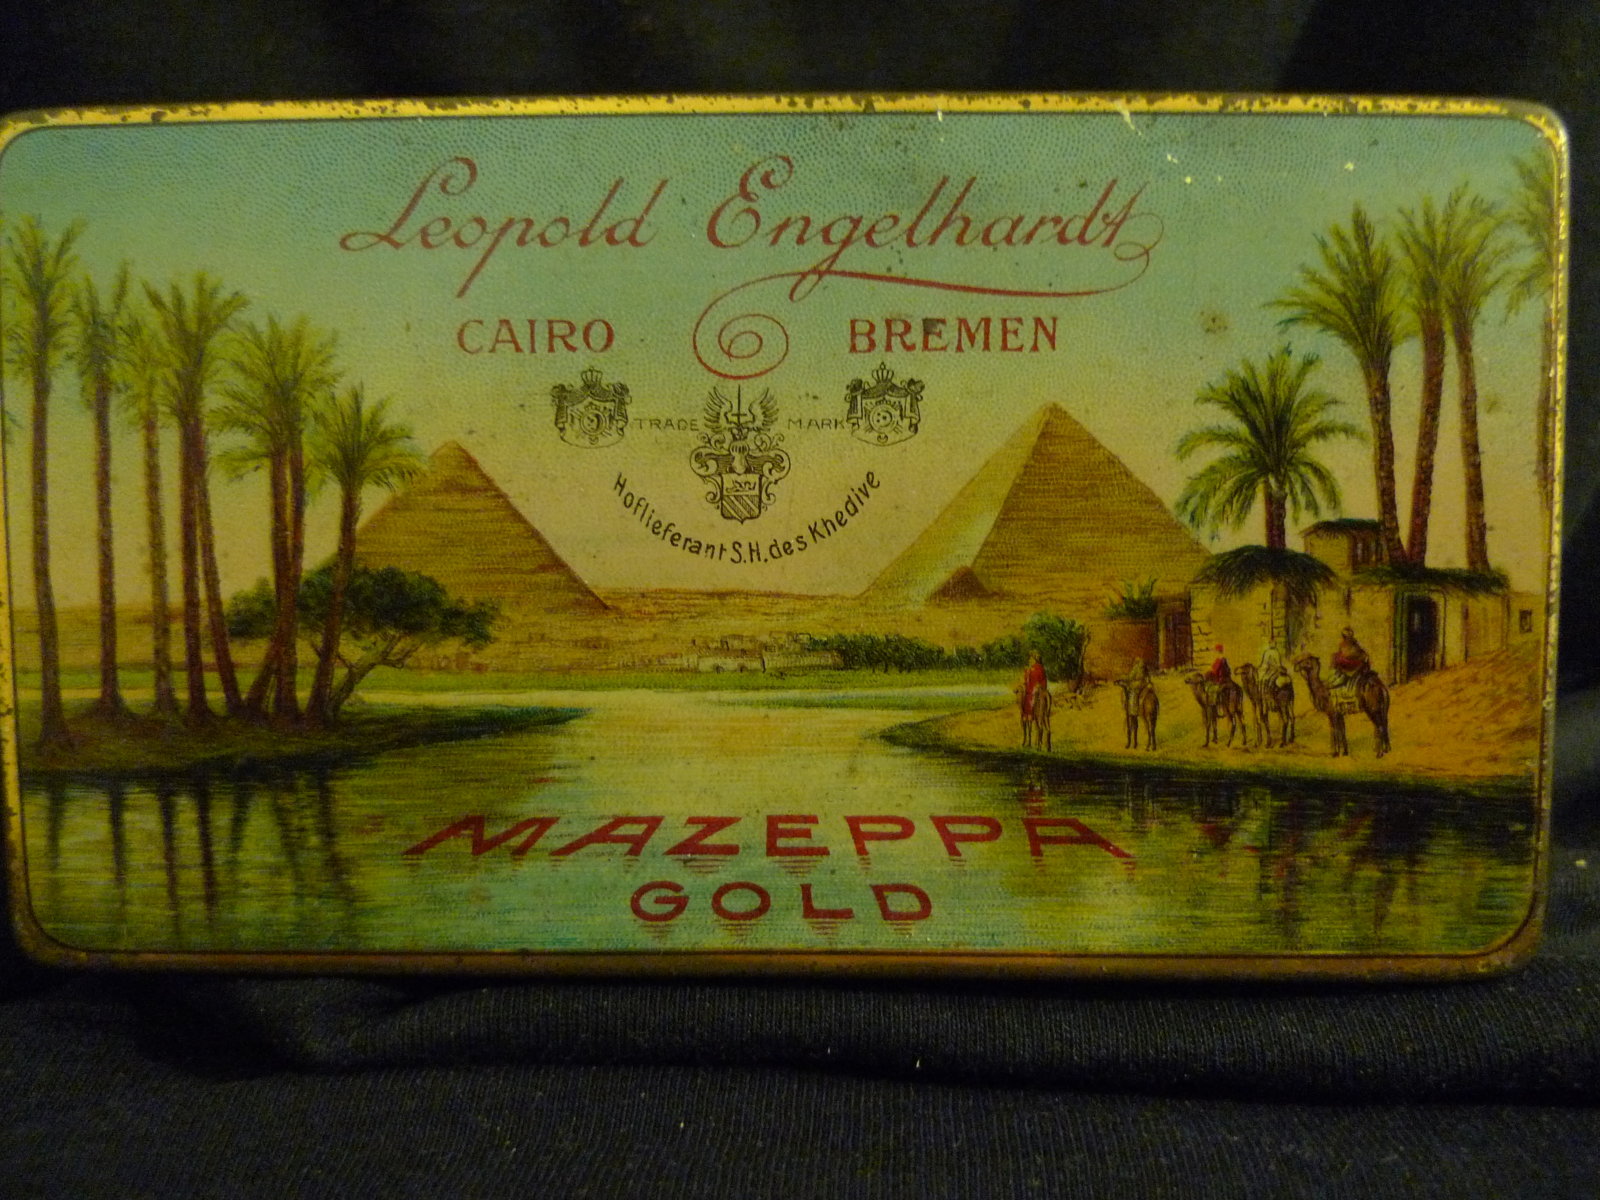 Leopold Engelhardt
CAIRO BREMEN
TRADE MARK
Hoflieferant S.H. des Khedive
MAZEPPA
GOLD